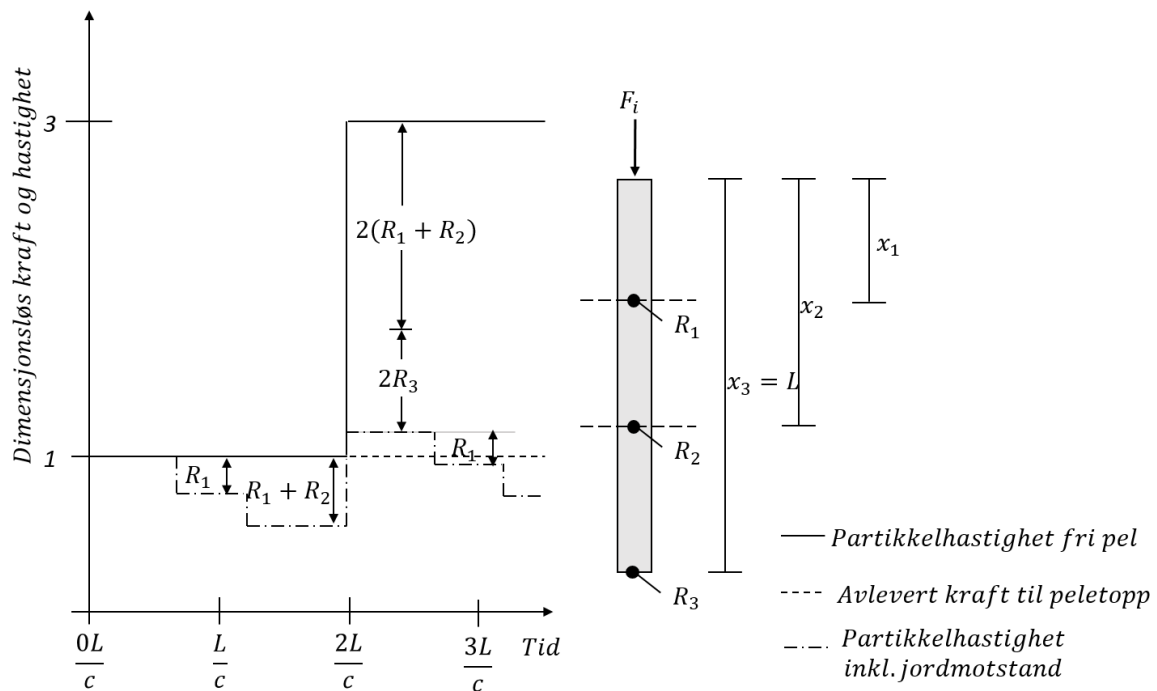 Dimensjonsløs kraft og hastighet
3
1
2(R₁ + R₂)
2R₃
R₁
R₁ + R₂
R₁
0L/c
L/c
2L/c
3L/c
Tid
Fᵢ
R₁
R₂
R₃
x₃ = L
x₂
x₁
Partikkelhastighet fri pel
Avlevert kraft til peletopp
Partikkelhastighet
inkl. jordmotstand